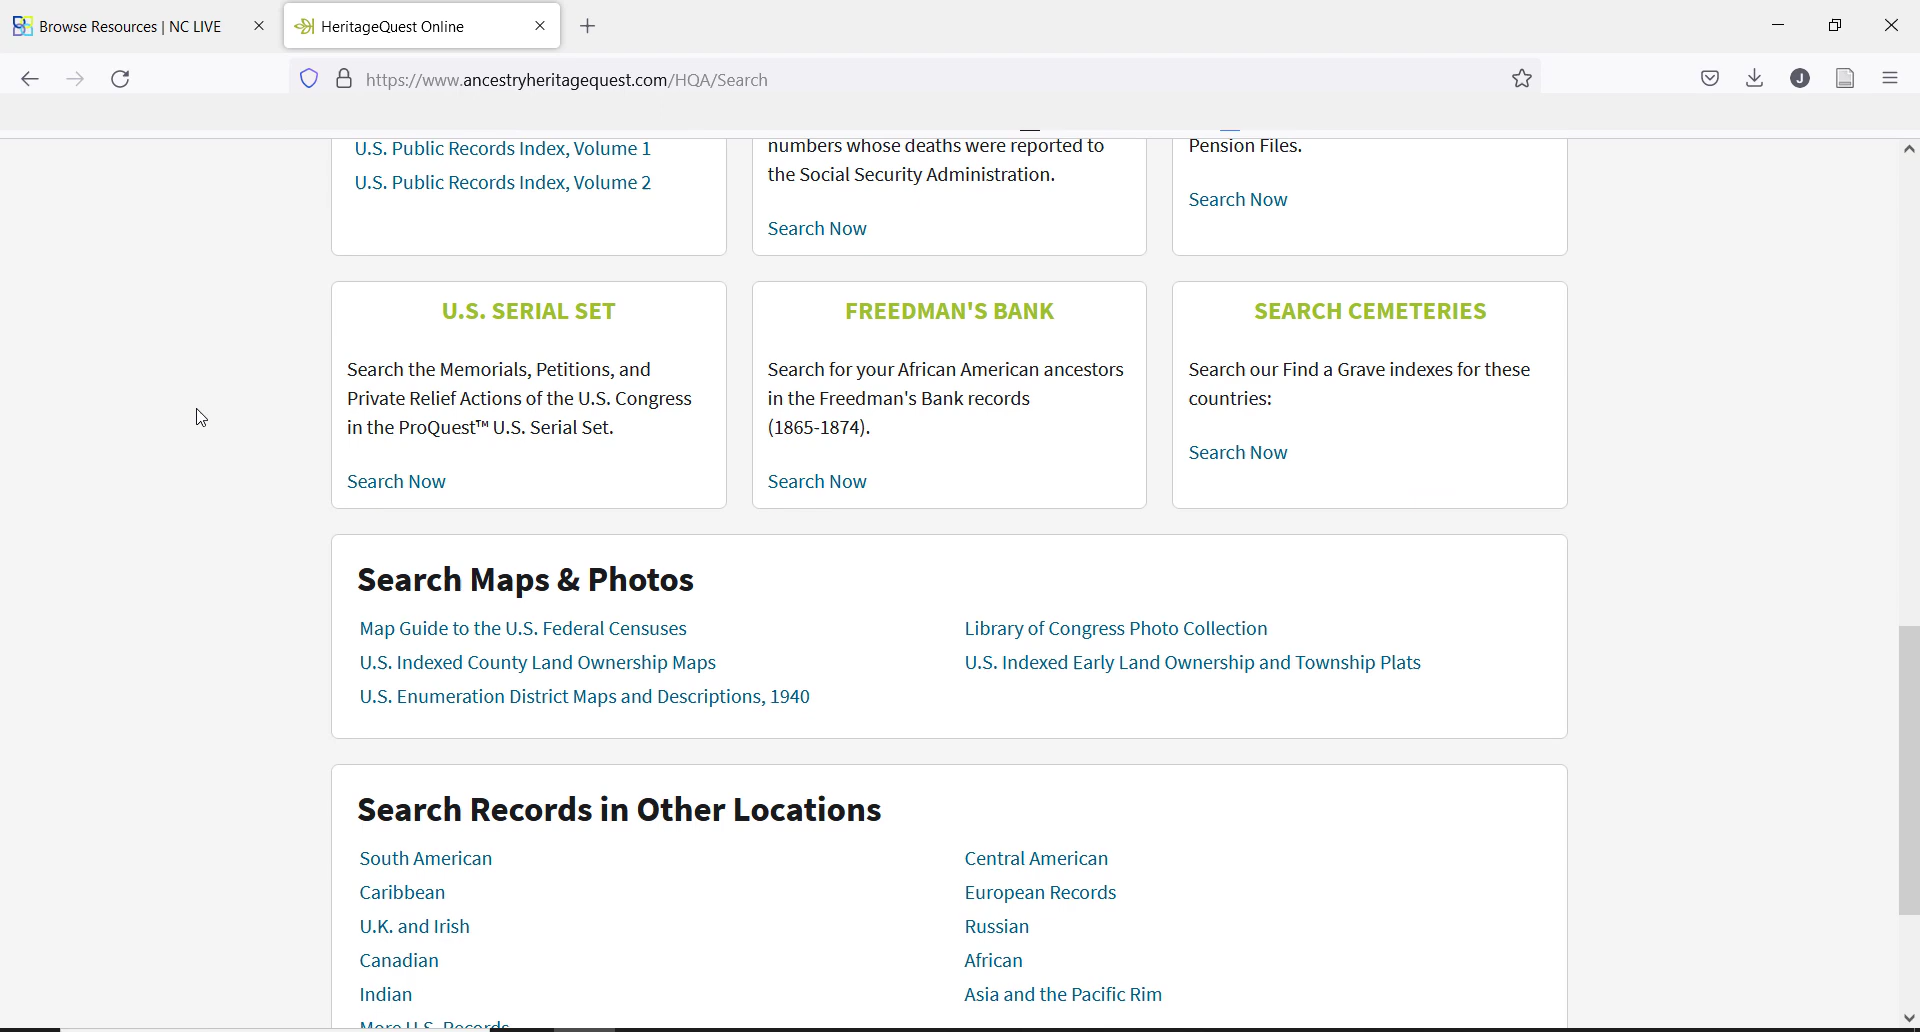 Browse Resources | NC LIVE
HeritageQuest Online
https://www.ancestryheritagequest.com/HQA/Search
J
U.S. Public Records Index, Volume 1
U.S. Public Records Index, Volume 2
numbers whose deaths were reported to
the Social Security Administration.
Search Now
Pension Files.
Search Now
U.S. SERIAL SET
Search the Memorials, Petitions, and
Private Relief Actions of the U.S. Congress
in the ProQuest™ U.S. Serial Set.
Search Now
FREEDMAN'S BANK
Search for your African American ancestors
in the Freedman's Bank records
(1865-1874).
Search Now
SEARCH CEMETERIES
Search our Find a Grave indexes for these
countries:
Search Now
Search Maps & Photos
Map Guide to the U.S. Federal Censuses
U.S. Indexed County Land Ownership Maps
U.S. Enumeration District Maps and Descriptions, 1940
Library of Congress Photo Collection
U.S. Indexed Early Land Ownership and Township Plats
Search Records in Other Locations
South American
Caribbean
U.K. and Irish
Canadian
Indian
More U.S. Records
Central American
European Records
Russian
African
Asia and the Pacific Rim